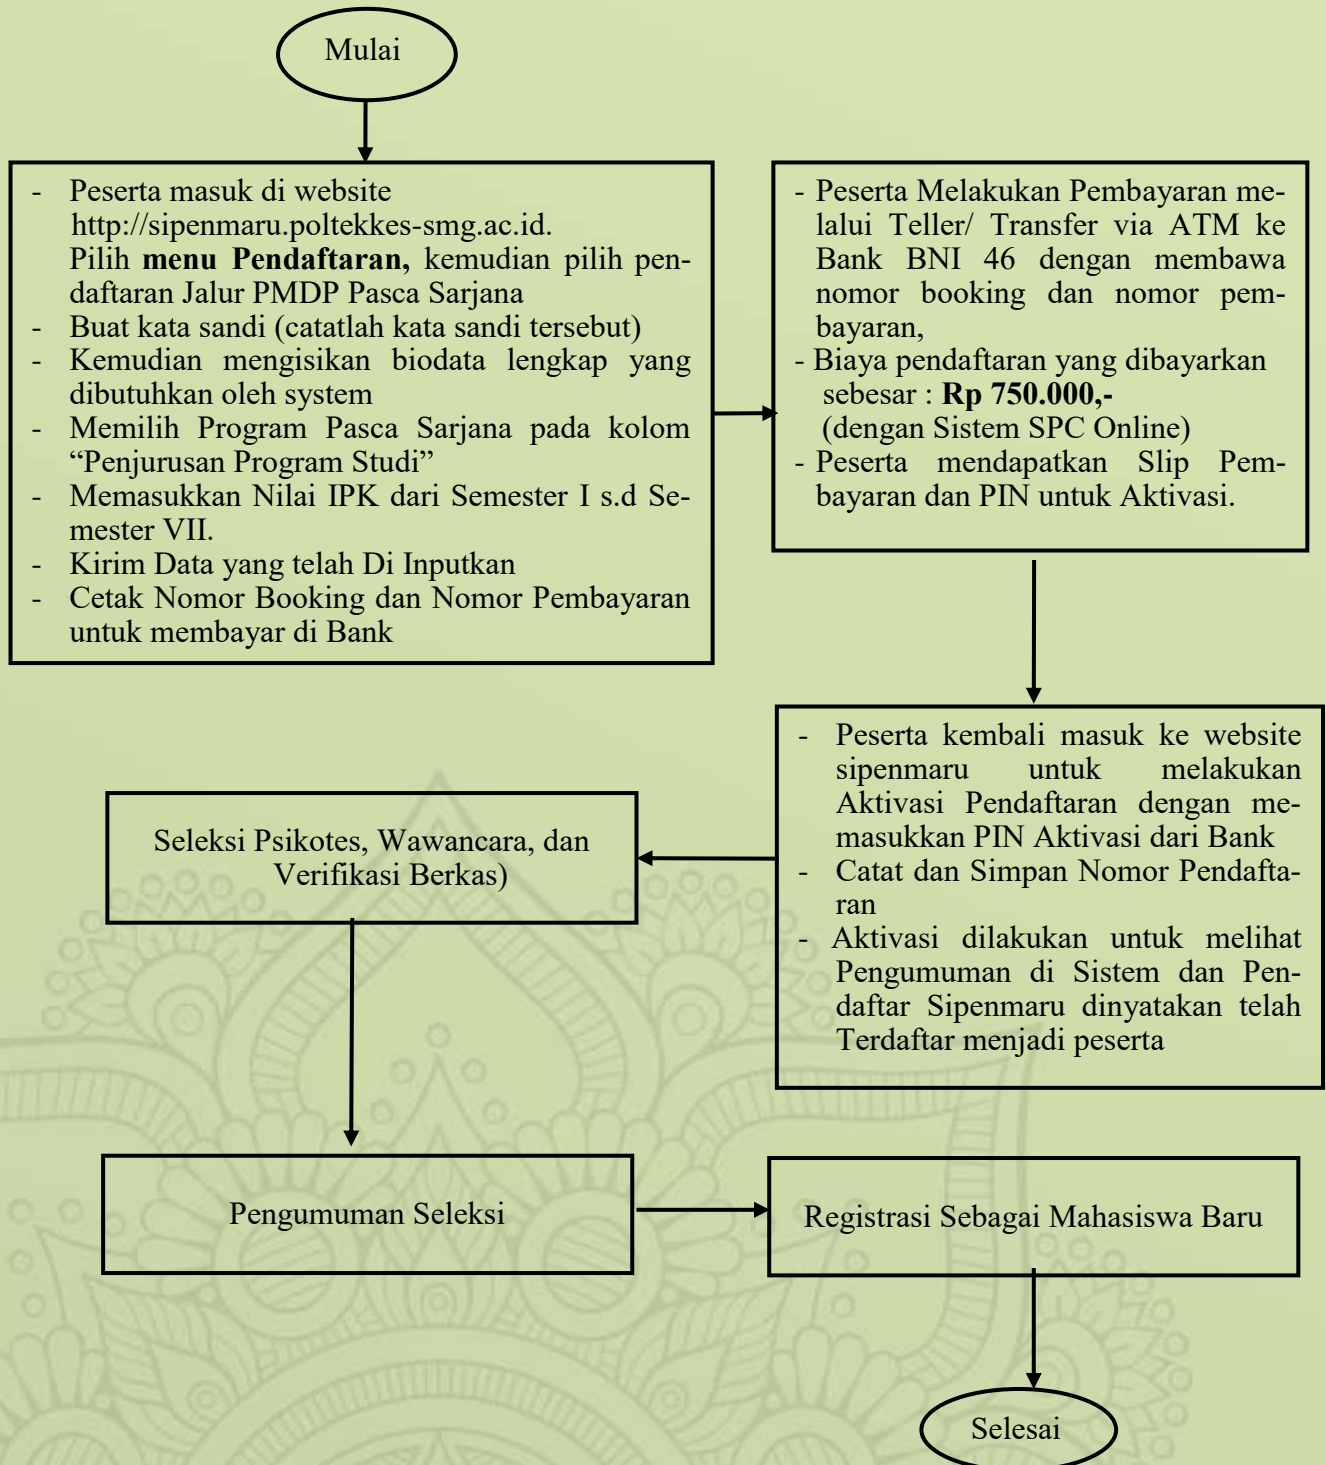 Mulai
- Peserta masuk di website
http://sipenmaru.poltekkes-smg.ac.id.
Pilih menu Pendaftaran, kemudian pilih pen-
daftaran Jalur PMDP Pasca Sarjana
- Buat kata sandi (catatlah kata sandi tersebut)
- Kemudian mengisikan biodata lengkap yang
dibutuhkan oleh system
- Memilih Program Pasca Sarjana pada kolom
“Penjurusan Program Studi”
- Memasukkan Nilai IPK dari Semester I s.d Se-
mester VII.
- Kirim Data yang telah Di Inputkan
- Cetak Nomor Booking dan Nomor Pembayaran
untuk membayar di Bank
- Peserta Melakukan Pembayaran me-
lalui Teller/ Transfer via ATM ke
Bank BNI 46 dengan membawa
nomor booking dan nomor pem-
bayaran,
- Biaya pendaftaran yang dibayarkan
sebesar : Rp 750.000,-
(dengan Sistem SPC Online)
- Peserta mendapatkan Slip Pem-
bayaran dan PIN untuk Aktivasi.
- Peserta kembali masuk ke website
sipenmaru untuk melakukan
Aktivasi Pendaftaran dengan me-
masukkan PIN Aktivasi dari Bank
- Catat dan Simpan Nomor Pendafta-
ran
- Aktivasi dilakukan untuk melihat
Pengumuman di Sistem dan Pen-
daftar Sipenmaru dinyatakan telah
Terdaftar menjadi peserta
Seleksi Psikotes, Wawancara, dan
Verifikasi Berkas)
Pengumuman Seleksi
Registrasi Sebagai Mahasiswa Baru
Selesai